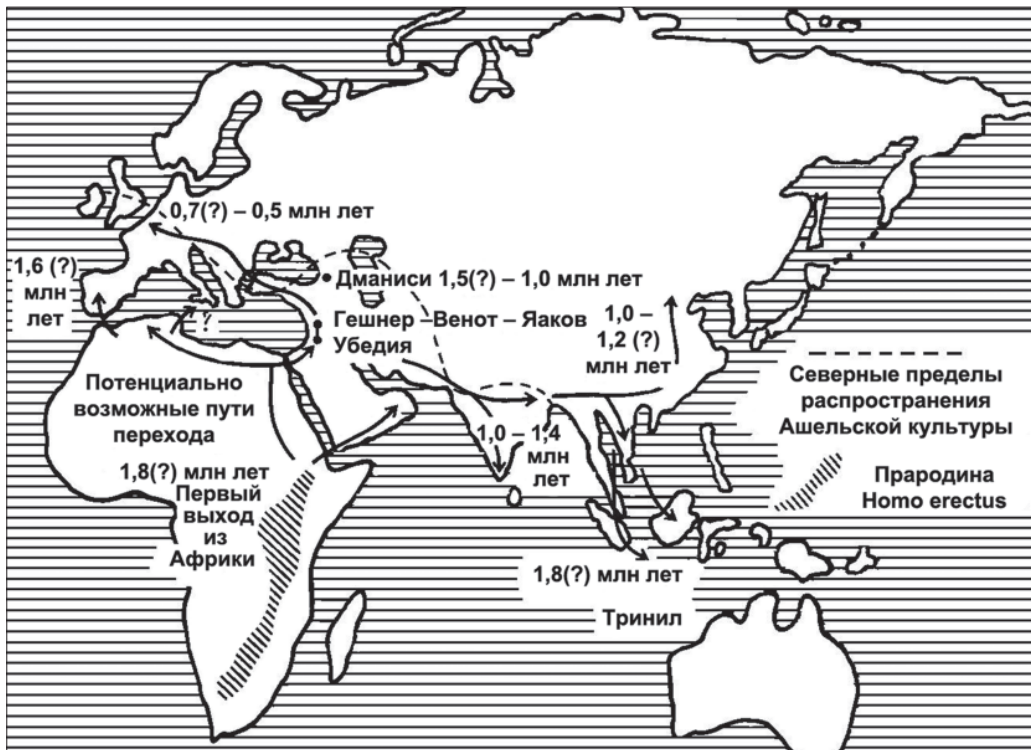 0,7(?) – 0,5 млн лет
1,6 (?)
млн
лет
Дманиси 1,5(?) – 1,0 млн лет
?
Гешнер –Венот – Яаков
Убедия
1,0 –
1,2 (?)
млн лет
Потенциально
возможные пути
перехода
1,0 – 1,4
млн
лет
1,8(?) млн лет
Первый
выход
из
Африки
Северные пределы
распространения
Ашельской культуры
Прародина
Homo erectus
1,8(?) млн лет
Тринил